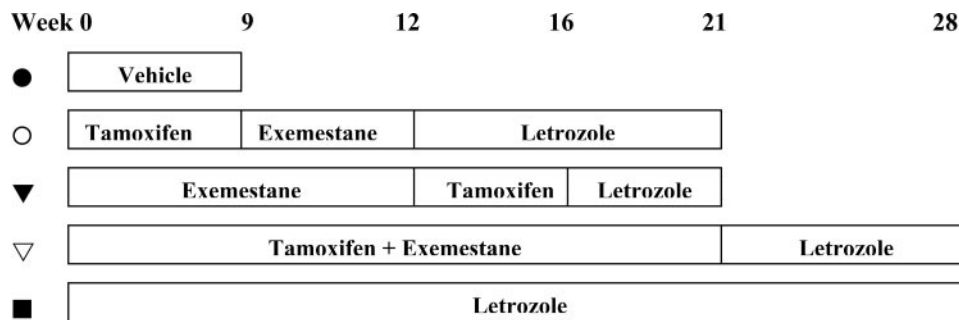 Week 0 9 12 16 21 28
Vehicle
Tamoxifen Exemestane Letrozole
Exemestane Tamoxifen Letrozole
Tamoxifen + Exemestane Letrozole
Letrozole